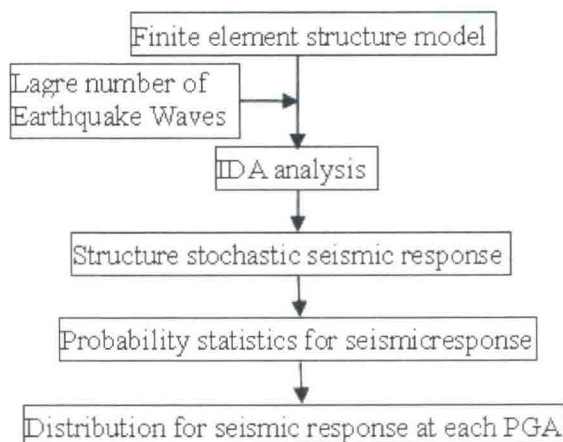 Finite element structure model
Lagre number of
Earthquake Waves
IDA analysis
Structure stochastic seismic response
Probability statistics for seismicresponse
Distribution for seismic response at each PGA